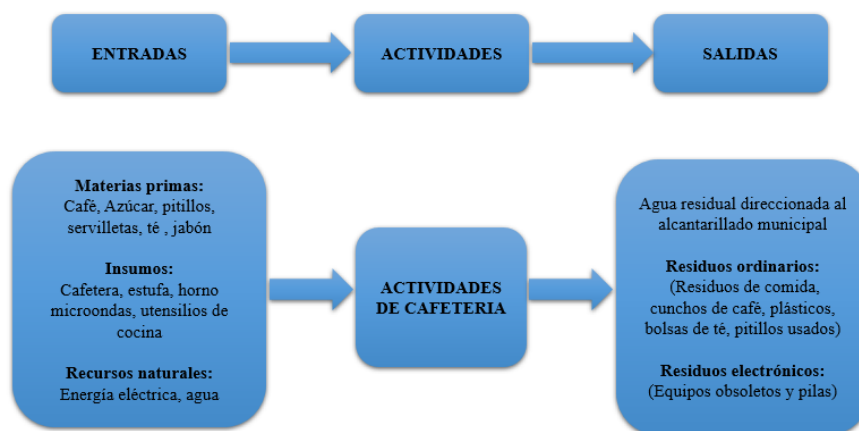 ENTRADAS
ACTIVIDADES
SALIDAS
Materias primas:
Café, Azúcar, pitillos,
servilletas, té , jabón
Insumos:
Cafetera, estufa, horno
microondas, utensilios de
cocina
Recursos naturales:
Energía eléctrica, agua
ACTIVIDADES
DE CAFETERIA
Agua residual direccionada al
alcantarillado municipal
Residuos ordinarios:
(Residuos de comida,
cunchos de café, plásticos,
bolsas de té, pitillos usados)
Residuos electrónicos:
(Equipos obsoletos y pilas)